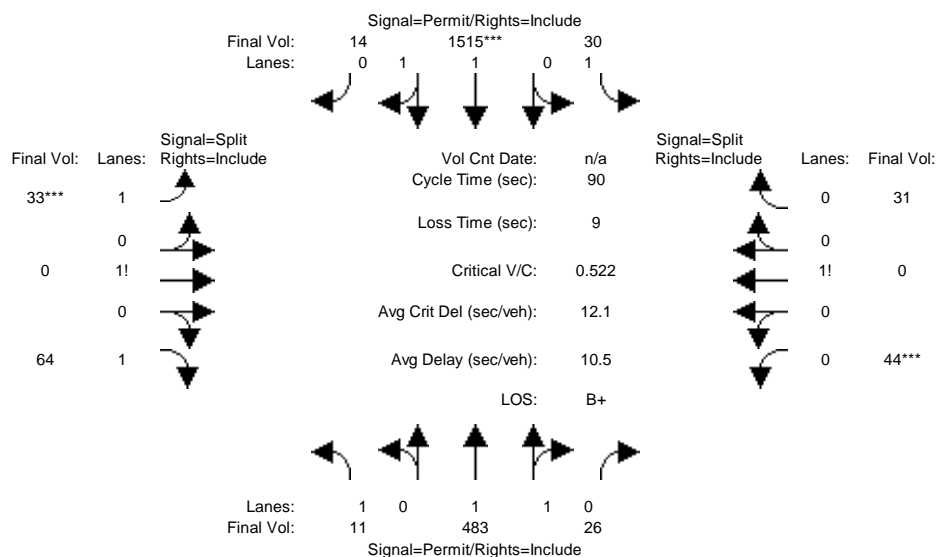 Signal=Permit/Rights=Include
Final Vol: 14 1515*** 30
Lanes: 0 1 1 0 1
Signal=Split
Final Vol: Lanes: Rights=Include
Vol Cnt Date: n/a
Signal=Split
Rights=Include Lanes: Final Vol:
Cycle Time (sec): 90
33*** 1
0 31
Loss Time (sec): 9
0
0
0 1!
Critical V/C: 0.522
1! 0
0
Avg Crit Del (sec/veh): 12.1
0
64 1
Avg Delay (sec/veh): 10.5
0 44***
LOS: B+
Lanes: 1 0 1 1 0
Final Vol: 11 483 26
Signal=Permit/Rights=Include